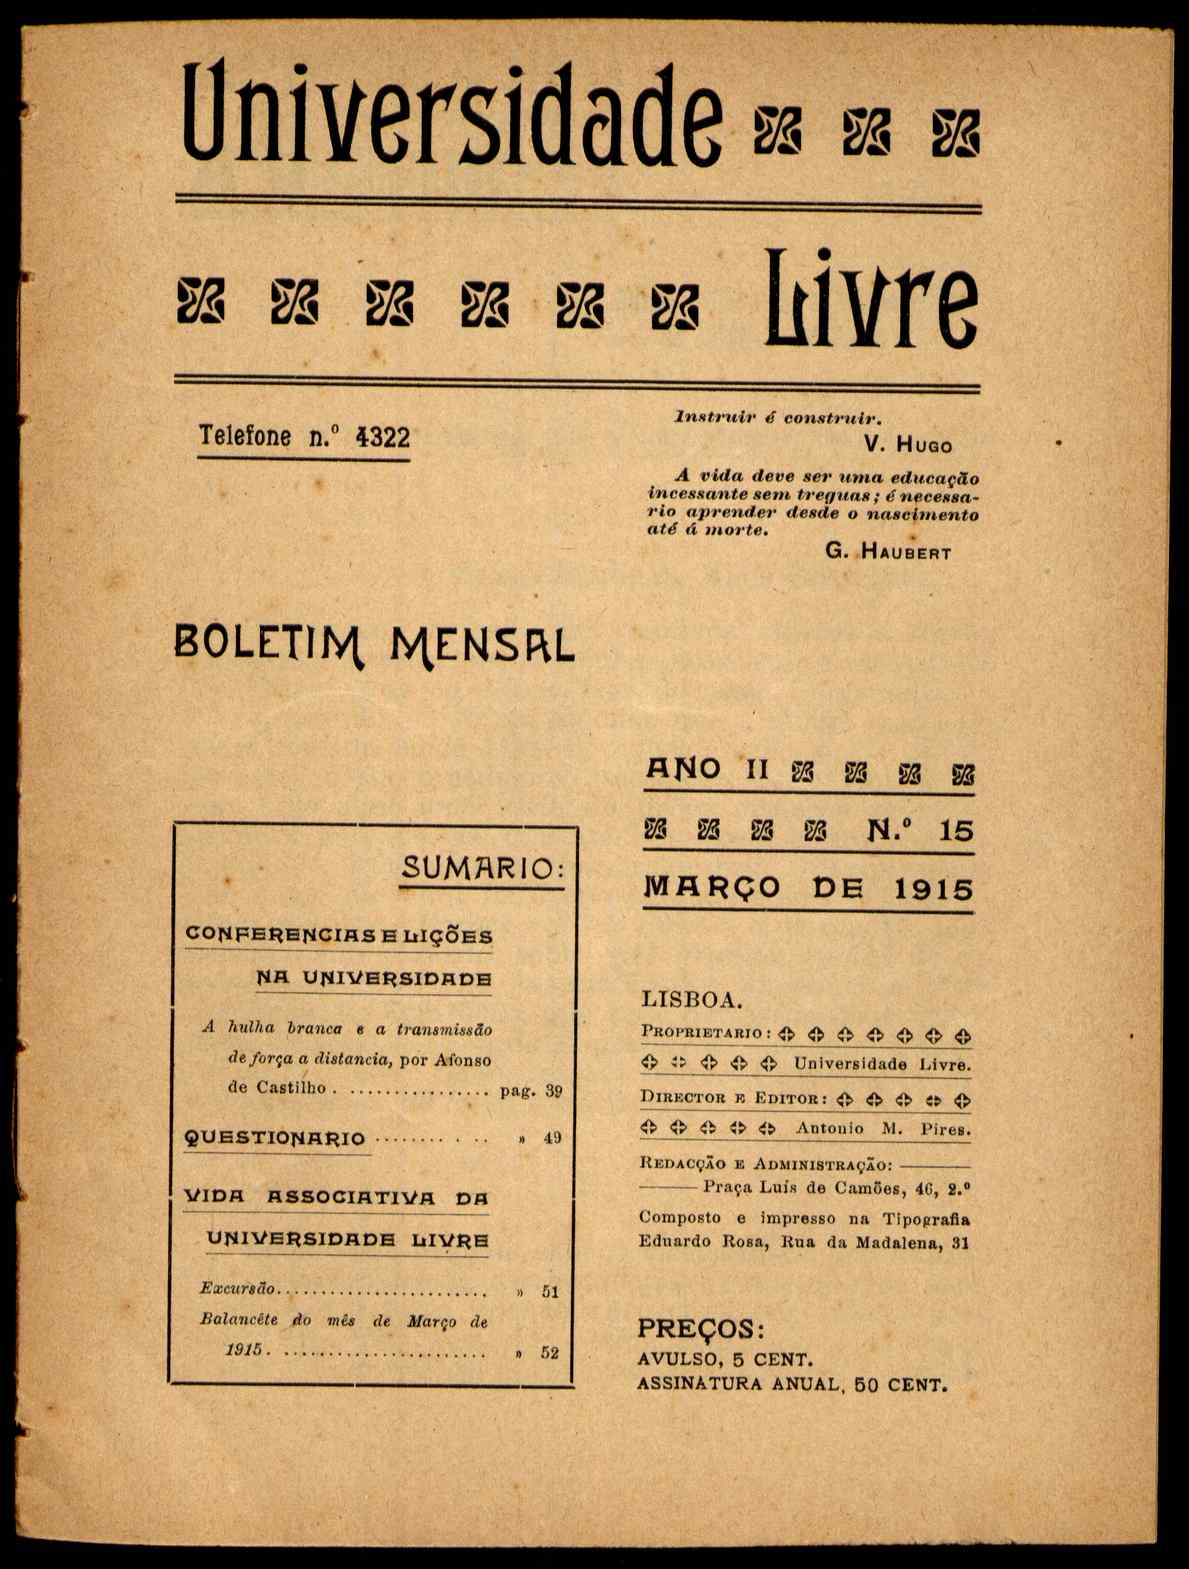 Universidade
Livre
Telefone n.º 4322
Instruir é construir.
V. HUGO
A vida deve ser uma educação
incessante sem treguas; é necessa-
rio aprender desde o nascimento
até á morte.
G. HAUBERT
BOLETIM MENSAL
ANO II
N.º 15
MARÇO DE 1915
SUMARIO:
CONFERENCIAS E LIÇÕES
NA UNIVERSIDADE
A hulha branca e a transmissão
de força a distancia, por Afonso
de Castilho . ................ pag. 39
QUESTIONARIO ......... . .. » 49
VIDA ASSOCIATIVA DA
UNIVERSIDADE LIVRE
Excursão........................ » 51
Balancête do mês de Março de
1915. ....................... » 52
LISBOA.
PROPRIETARIO:
Universidade Livre.
DIRECTOR E EDITOR:
Antonio M. Pires.
REDACÇÃO E ADMINISTRAÇÃO:
Praça Luís de Camões, 46, 2.º
Composto e impresso na Tipografia
Eduardo Rosa, Rua da Madalena, 31
PREÇOS:
AVULSO, 5 CENT.
ASSINATURA ANUAL, 50 CENT.